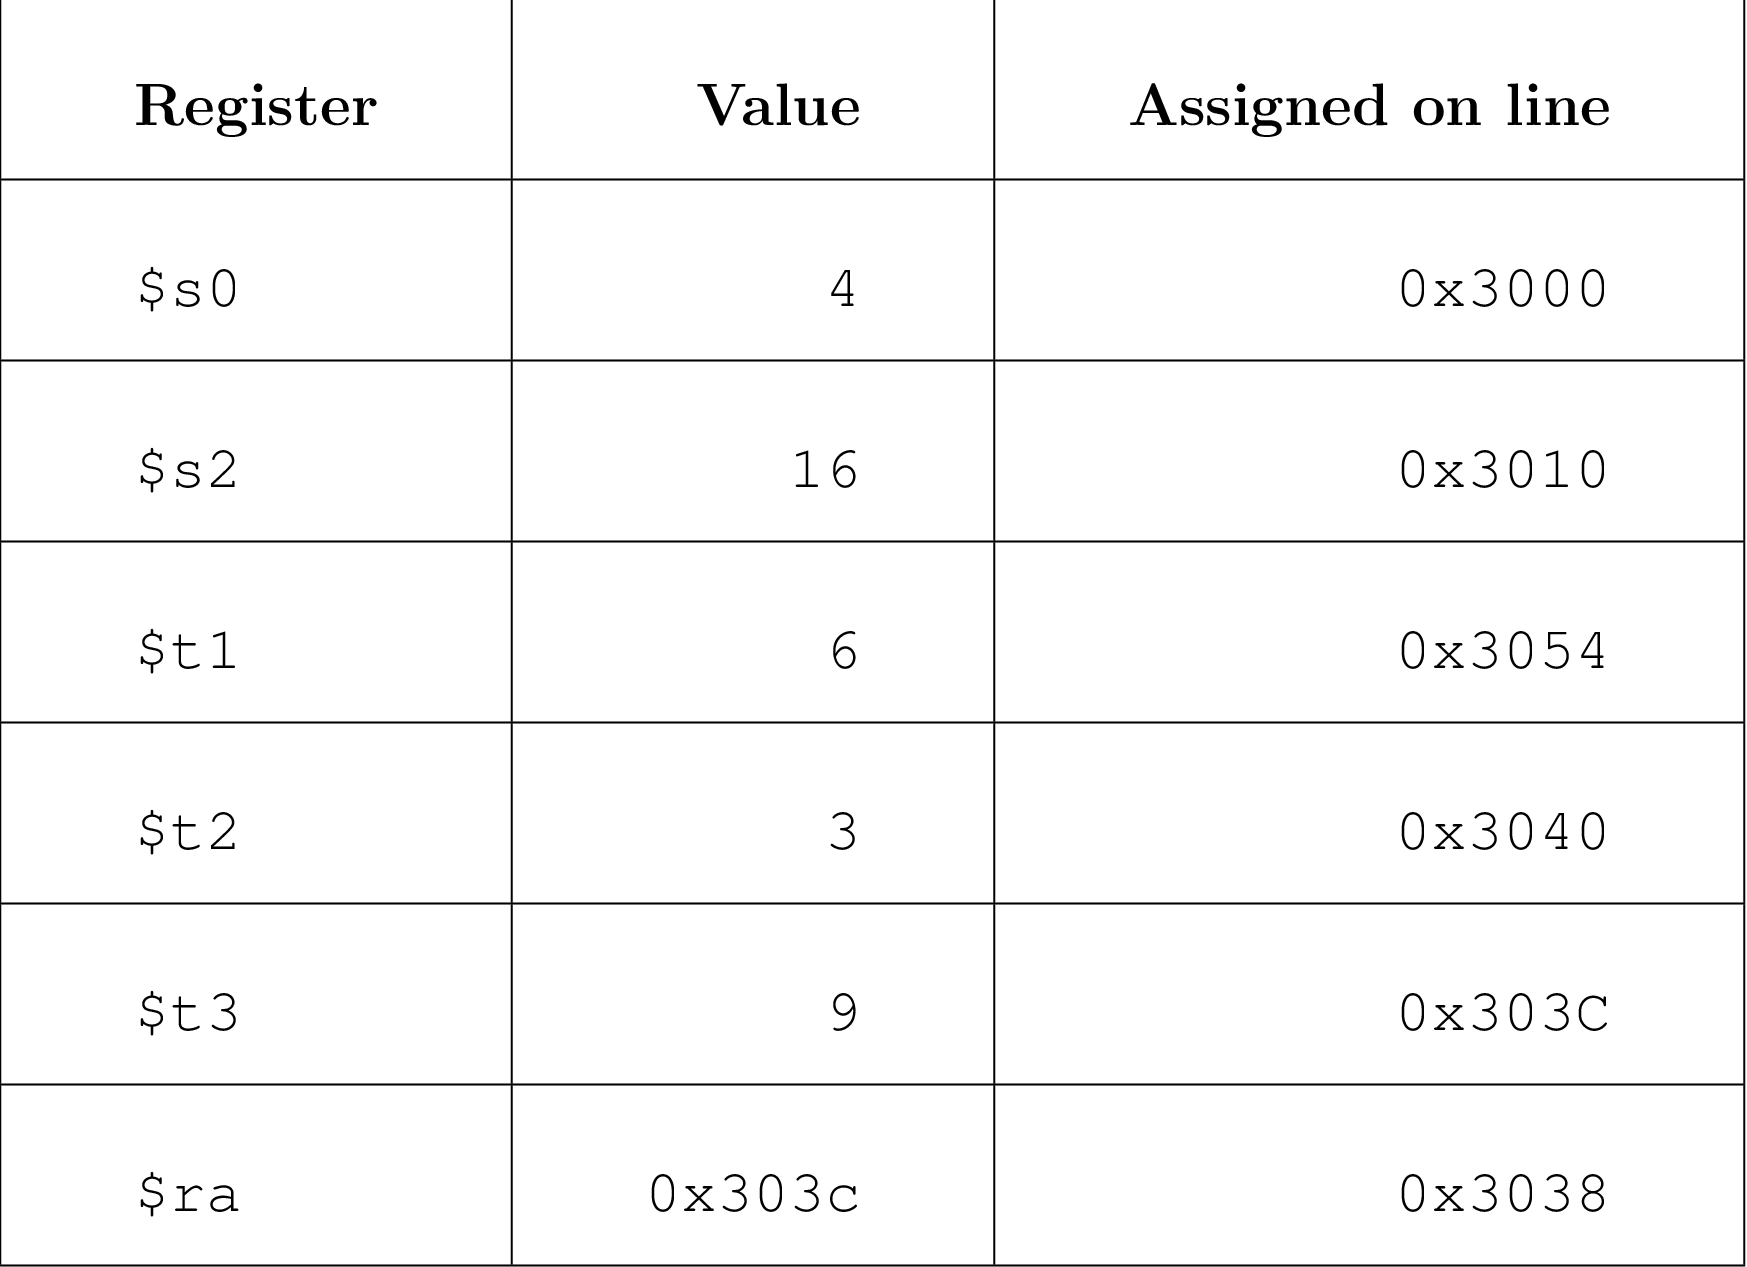 Register Value Assigned on line
$s0 4 0x3000
$s2 16 0x3010
$t1 6 0x3054
$t2 3 0x3040
$t3 9 0x303C
$ra 0x303c 0x3038